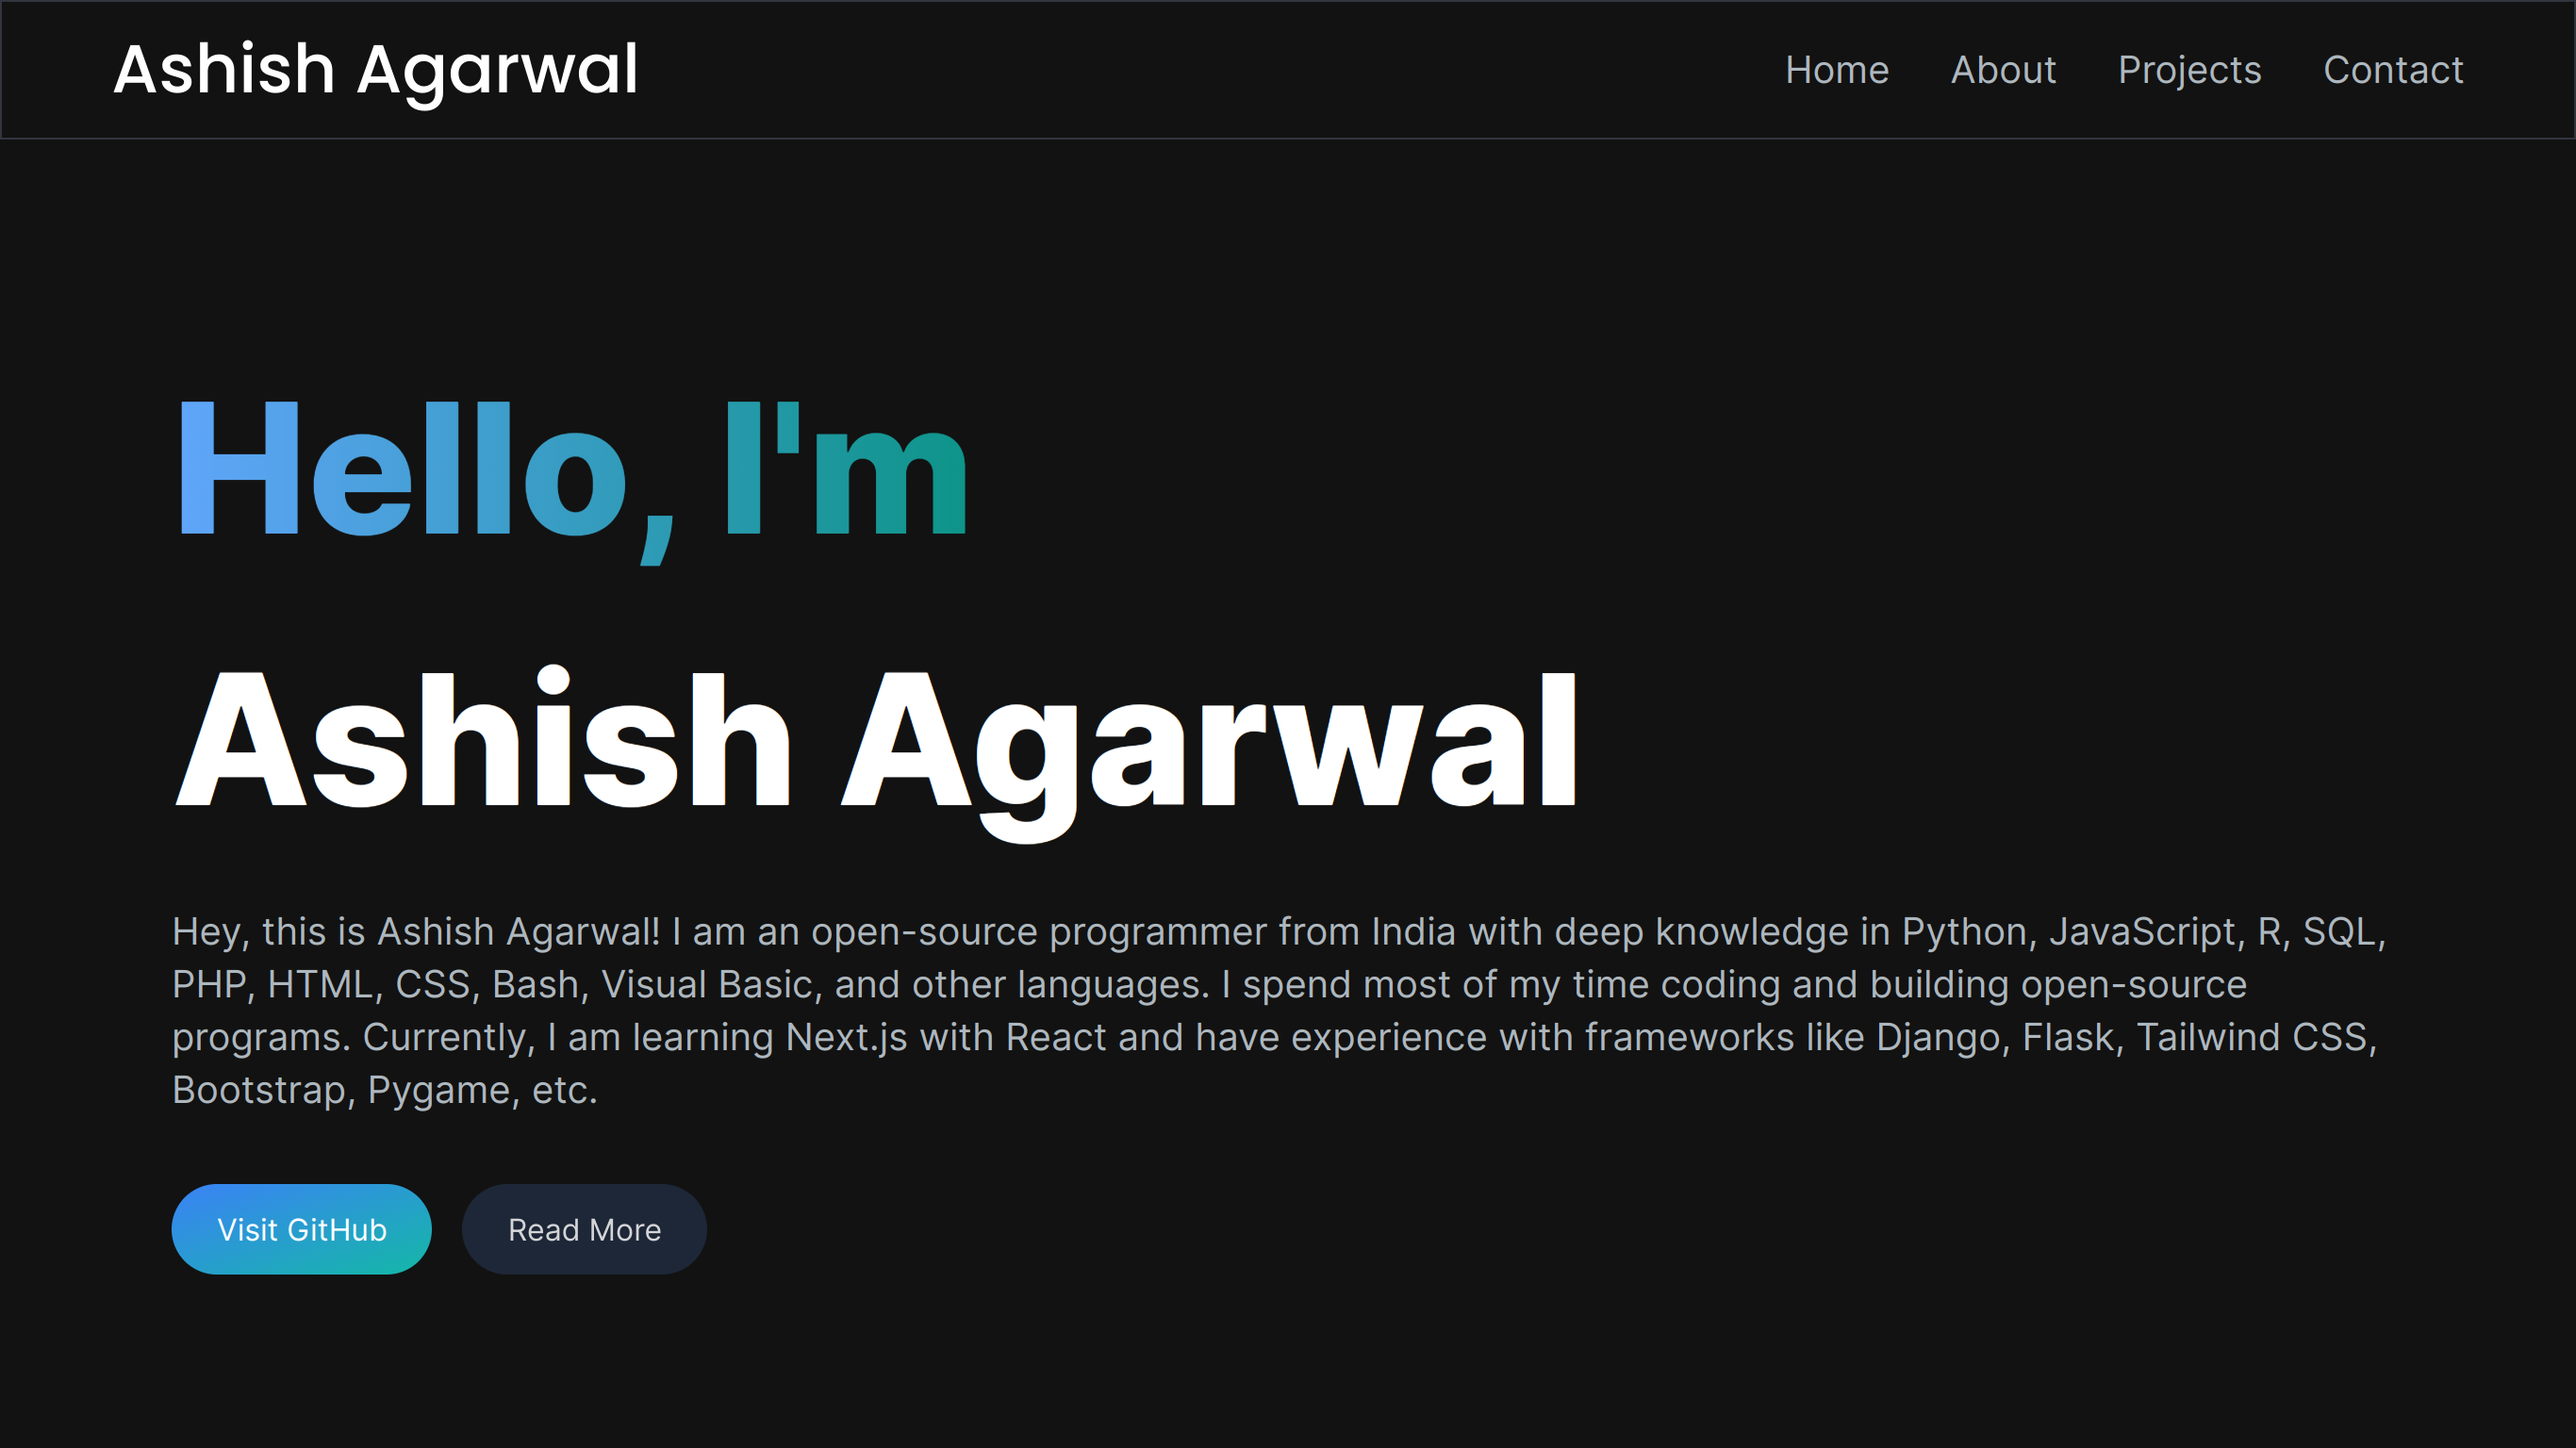 Ashish Agarwal
Home About Projects Contact
Hello, I'm
Ashish Agarwal
Hey, this is Ashish Agarwal! I am an open-source programmer from India with deep knowledge in Python, JavaScript, R, SQL,
PHP, HTML, CSS, Bash, Visual Basic, and other languages. I spend most of my time coding and building open-source
programs. Currently, I am learning Next.js with React and have experience with frameworks like Django, Flask, Tailwind CSS,
Bootstrap, Pygame, etc.
Visit GitHub Read More